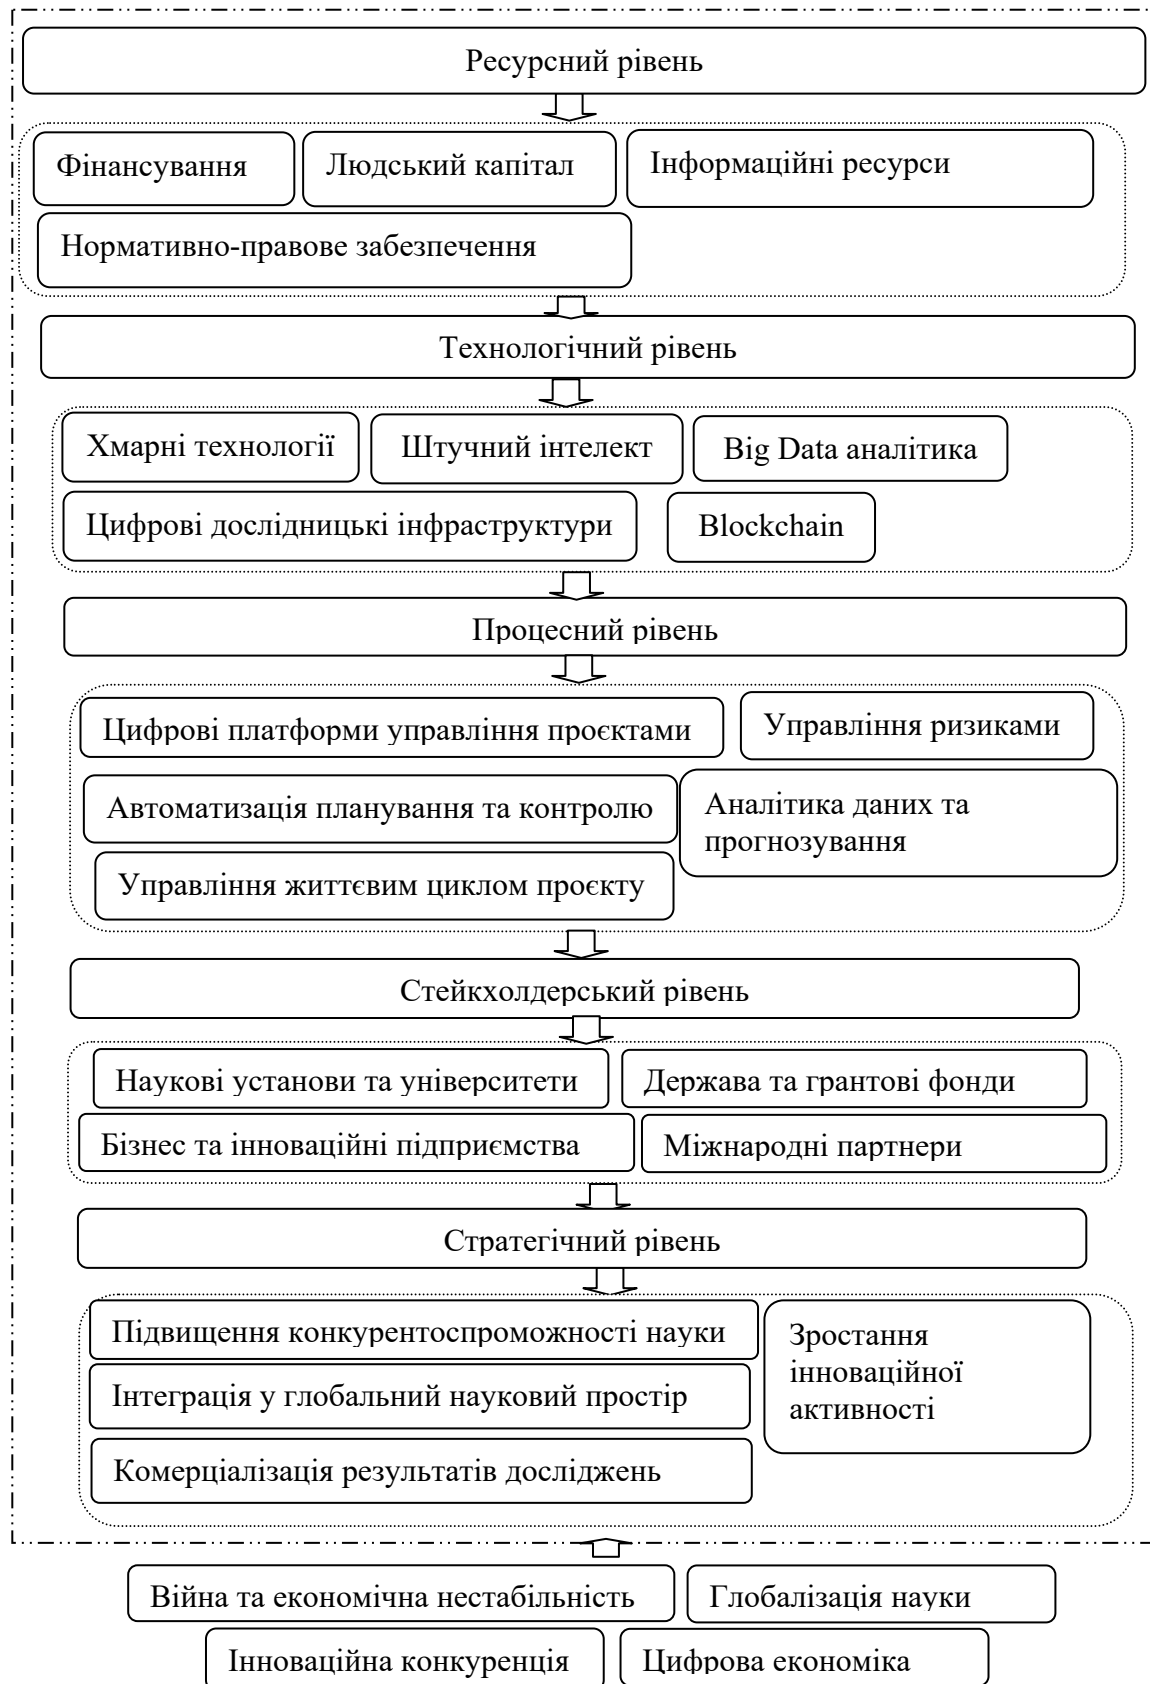 Ресурсний рівень
Фінансування
Людський капітал
Інформаційні ресурси
Нормативно-правове забезпечення
Технологічний рівень
Хмарні технології
Штучний інтелект
Big Data аналітика
Цифрові дослідницькі інфраструктури
Blockchain
Процесний рівень
Цифрові платформи управління проєктами
Управління ризиками
Автоматизація планування та контролю
Аналітика даних та
прогнозування
Управління життєвим циклом проєкту
Стейкхолдерський рівень
Наукові установи та університети
Держава та грантові фонди
Бізнес та інноваційні підприємства
Міжнародні партнери
Стратегічний рівень
Підвищення конкурентоспроможності науки
Зростання
інноваційної
активності
Інтеграція у глобальний науковий простір
Комерціалізація результатів досліджень
Війна та економічна нестабільність
Глобалізація науки
Інноваційна конкуренція
Цифрова економіка